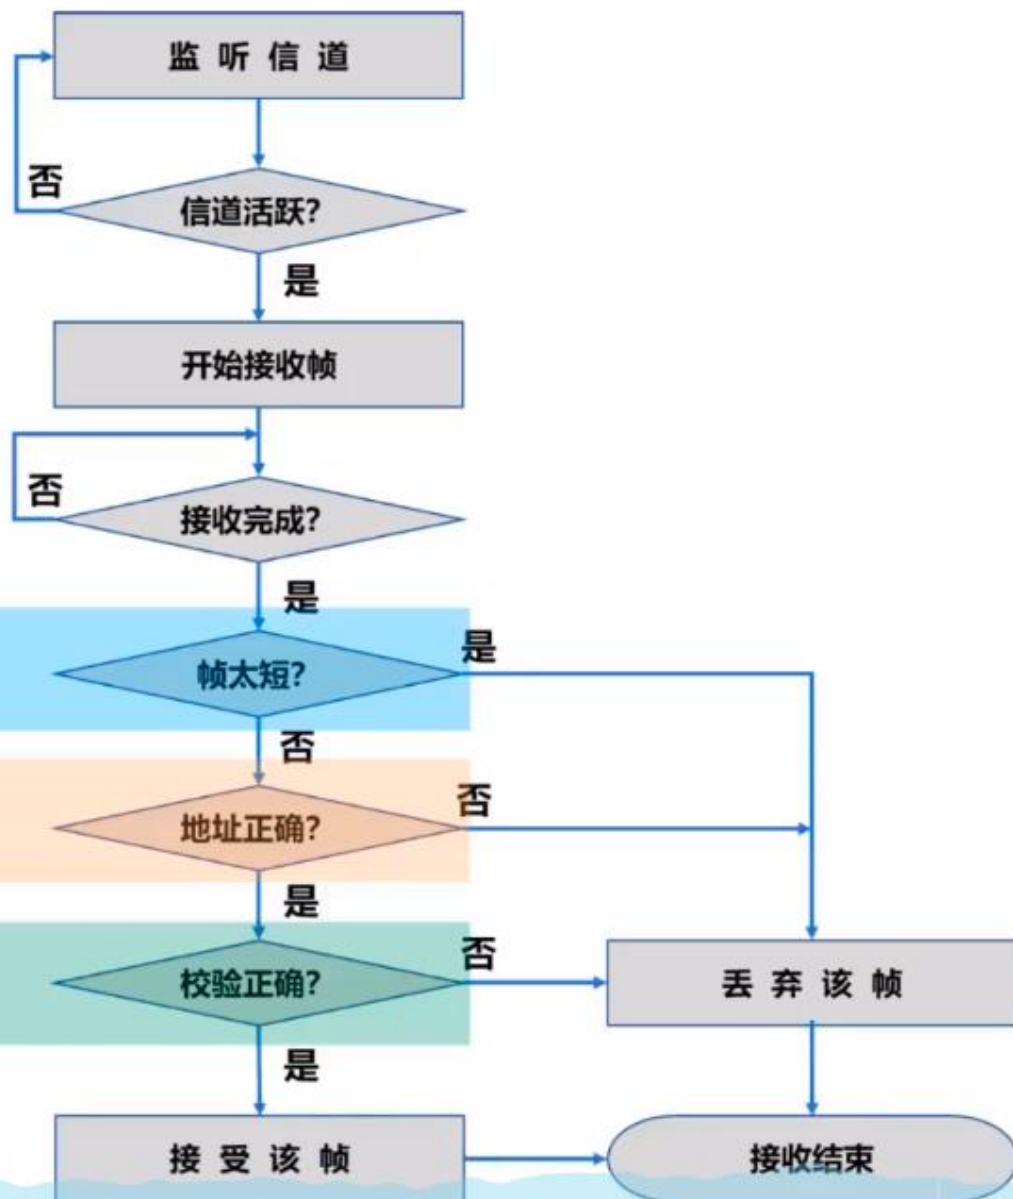 监 听 信 道
否
信道活跃?
是
开始接收帧
否
接收完成?
是
帧太短?
是
否
地址正确?
否
是
校验正确?
否
丢 弃 该 帧
是
接 受 该 帧
接收结束